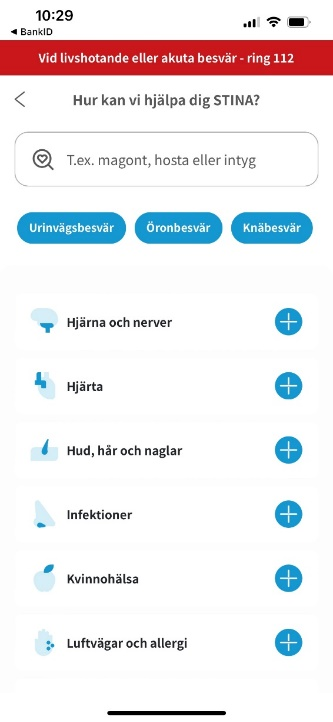 10:29
◀ BankID
Vid livshotande eller akuta besvär - ring 112
Hur kan vi hjälpa dig STINA?
T.ex. magont, hosta eller intyg
Urinvägsbesvär Öronbesvär Knäbesvär
Hjärna och nerver
Hjärta
Hud, hår och naglar
Infektioner
Kvinnohälsa
Luftvägar och allergi